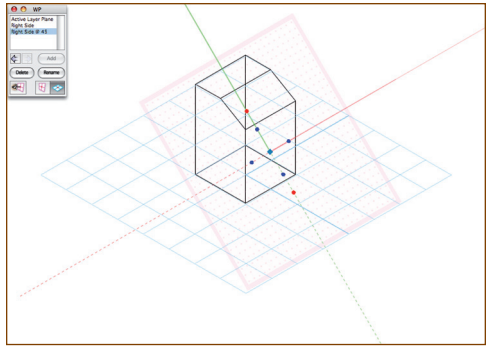 WP
Active Layer Plane
Right Side
Right Side @ 45
Add
Delete
Rename